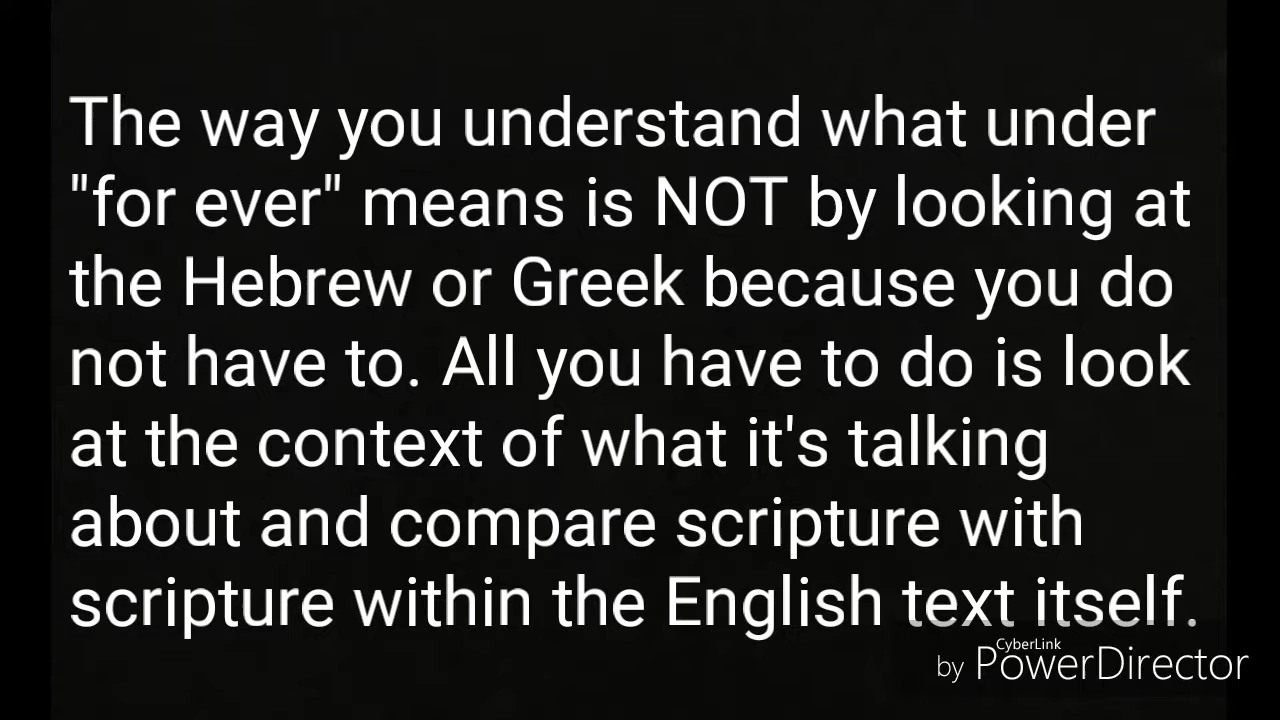 The way you understand what under
"for ever" means is NOT by looking at
the Hebrew or Greek because you do
not have to. All you have to do is look
at the context of what it's talking
about and compare scripture with
scripture within the English text itself.
CyberLink
by PowerDirector